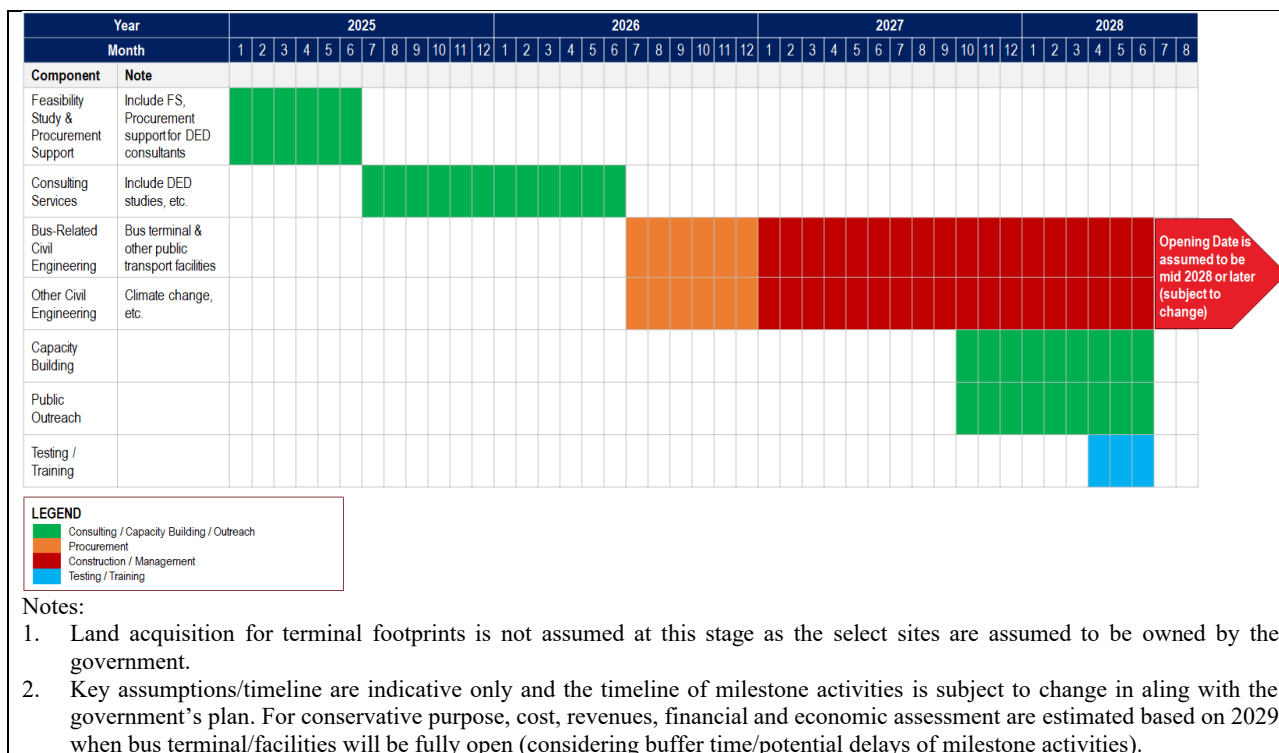 Year 2025 2026 2027 2028
Month 1 2 3 4 5 6 7 8 9 10 11 12 1 2 3 4 5 6 7 8 9 10 11 12 1 2 3 4 5 6 7 8 9 10 11 12 1 2 3 4 5 6 7 8
Component Note
Feasibility
Study &
Procurement
Support
Include FS,
Procurement
support for DED
consultants
Consulting
Services
Include DED
studies, etc.
Bus-Related
Civil
Engineering
Bus terminal &
other public
transport facilities
Opening Date is
assumed to be
mid 2028 or later
(subject to
change)
Other Civil
Engineering
Climate change,
etc.
Capacity
Building
Public
Outreach
Testing /
Training
LEGEND
Consulting / Capacity Building / Outreach
Procurement
Construction / Management
Testing / Training
Notes:
1. Land acquisition for terminal footprints is not assumed at this stage as the select sites are assumed to be owned by the
government.
2. Key assumptions/timeline are indicative only and the timeline of milestone activities is subject to change in aling with the
government’s plan. For conservative purpose, cost, revenues, financial and economic assessment are estimated based on 2029
when bus terminal/facilities will be fully open (considering buffer time/potential delays of milestone activities).